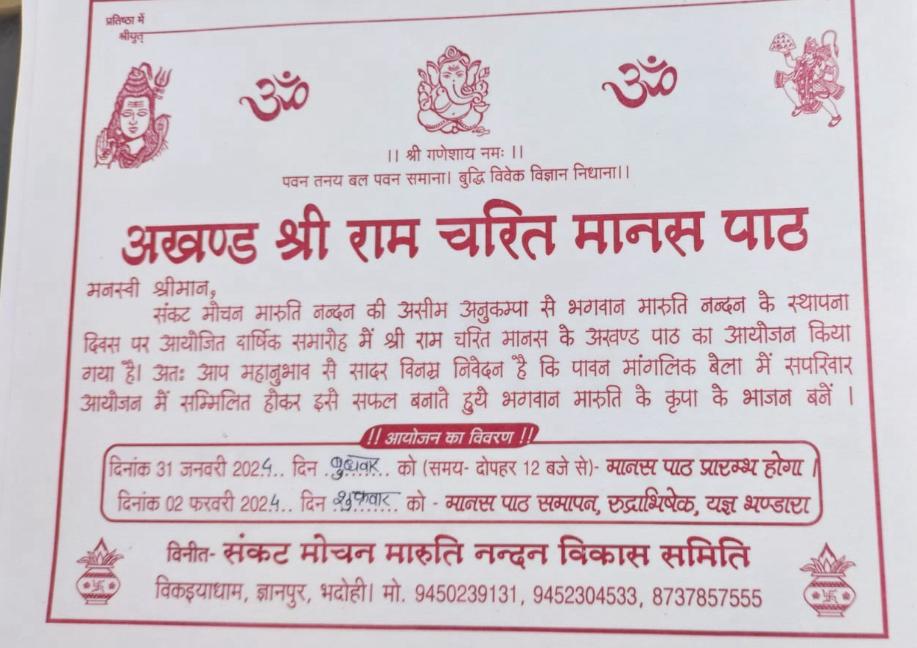 प्रतिष्ठा में
श्रीयुत्
ॐ ॐ
।। श्री गणेशाय नमः ।।
पवन तनय बल पवन समाना। बुद्धि विवेक विज्ञान निधाना।।
अखण्ड श्री राम चरित मानस पाठ
मनस्वी श्रीमान्,
संकट मोचन मारुति नन्दन की असीम अनुकम्पा से भगवान मारुति नन्दन के स्थापना
दिवस पर आयोजित वार्षिक समारोह में श्री राम चरित मानस के अखण्ड पाठ का आयोजन किया
गया है। अतः आप महानुभाव से सादर विनम्र निवेदन है कि पावन मांगलिक बेला में सपरिवार
आयोजन में सम्मिलित होकर इसे सफल बनाते हुये भगवान मारुति के कृपा के भाजन बनें ।
!! आयोजन का विवरण !!
दिनांक 31 जनवरी 2024.. दिन बुधवार को (समय- दोपहर 12 बजे से)- मानस पाठ प्रारम्भ होगा ।
दिनांक 02 फरवरी 2024.. दिन शुक्रवार को - मानस पाठ समापन, रुद्राभिषेक, यज्ञ भण्डारा
विनीत- संकट मोचन मारुति नन्दन विकास समिति
विकइयाधाम, ज्ञानपुर, भदोही। मो. 9450239131, 9452304533, 8737857555